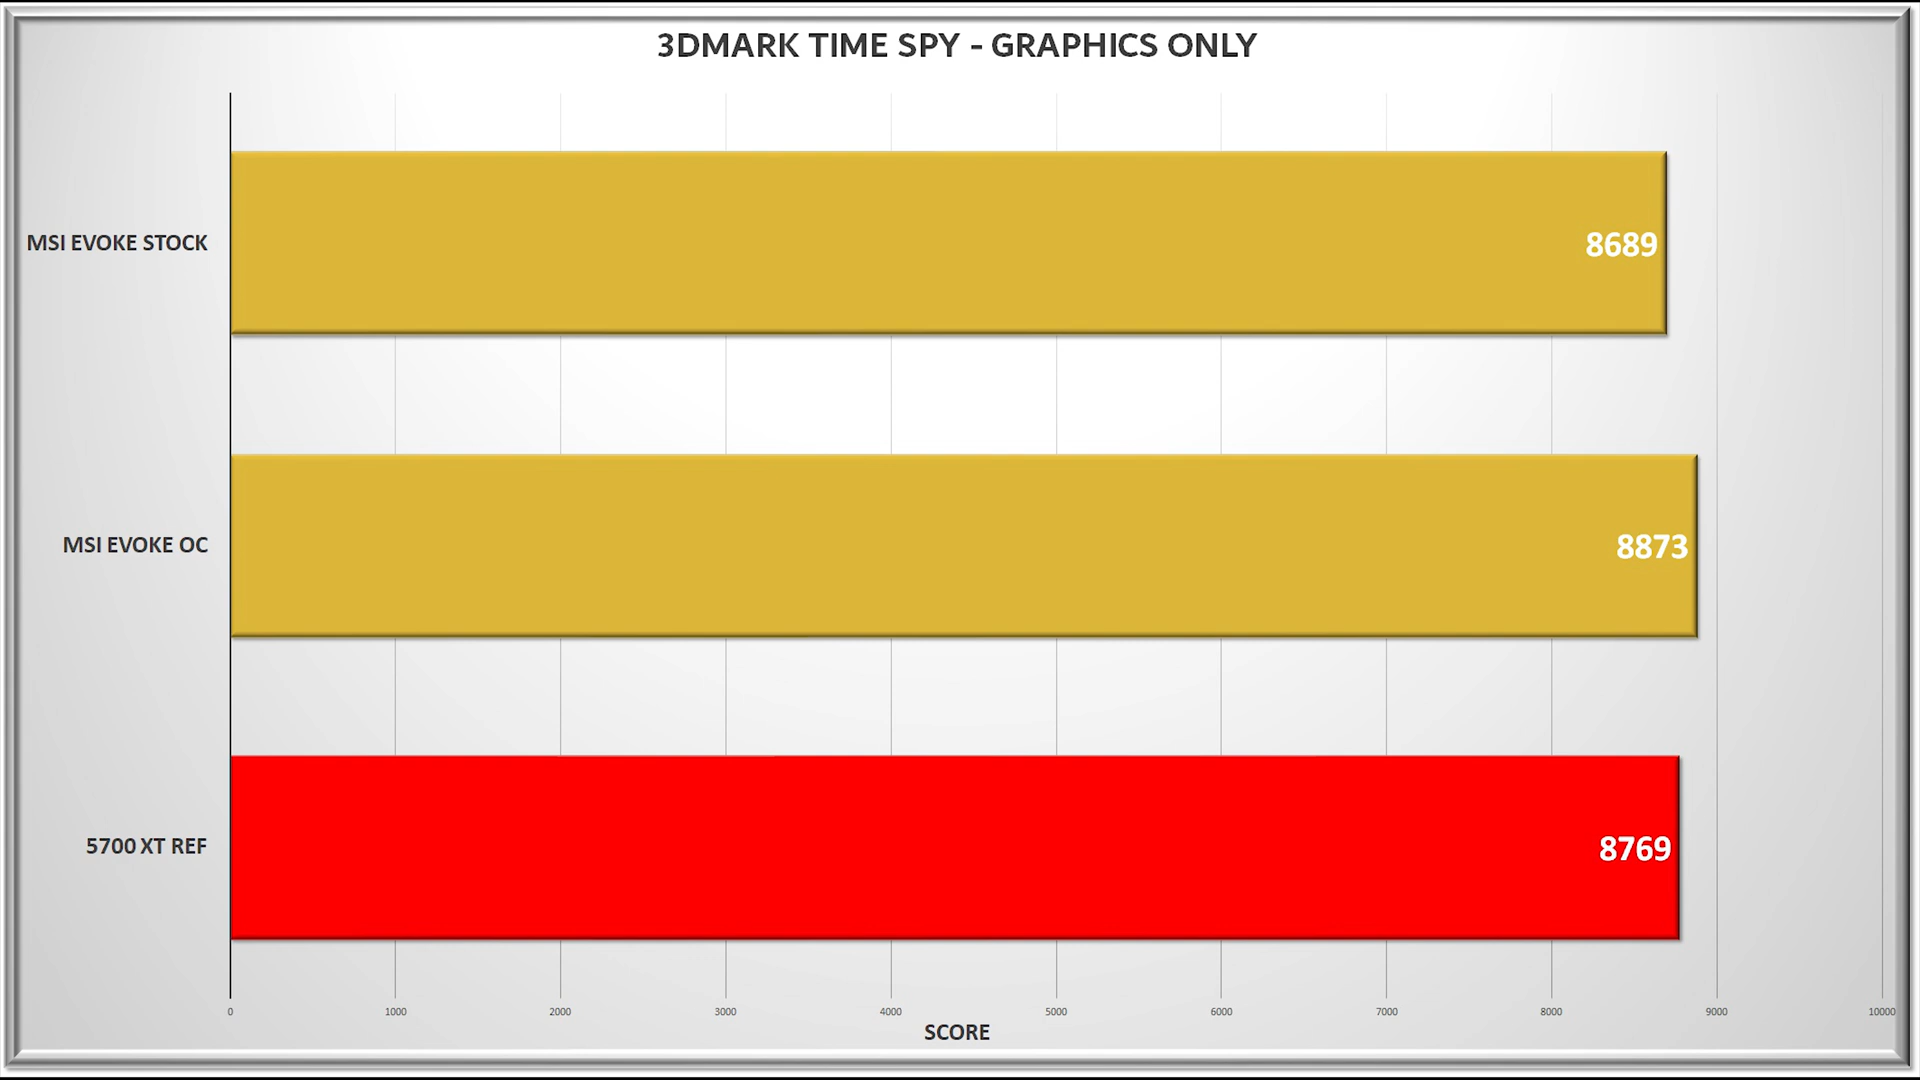 3DMARK TIME SPY - GRAPHICS ONLY
MSI EVOKE STOCK
8689
MSI EVOKE OC
8873
5700 XT REF
8769
0 1000 2000 3000 4000 5000 6000 7000 8000 9000 10000
SCORE